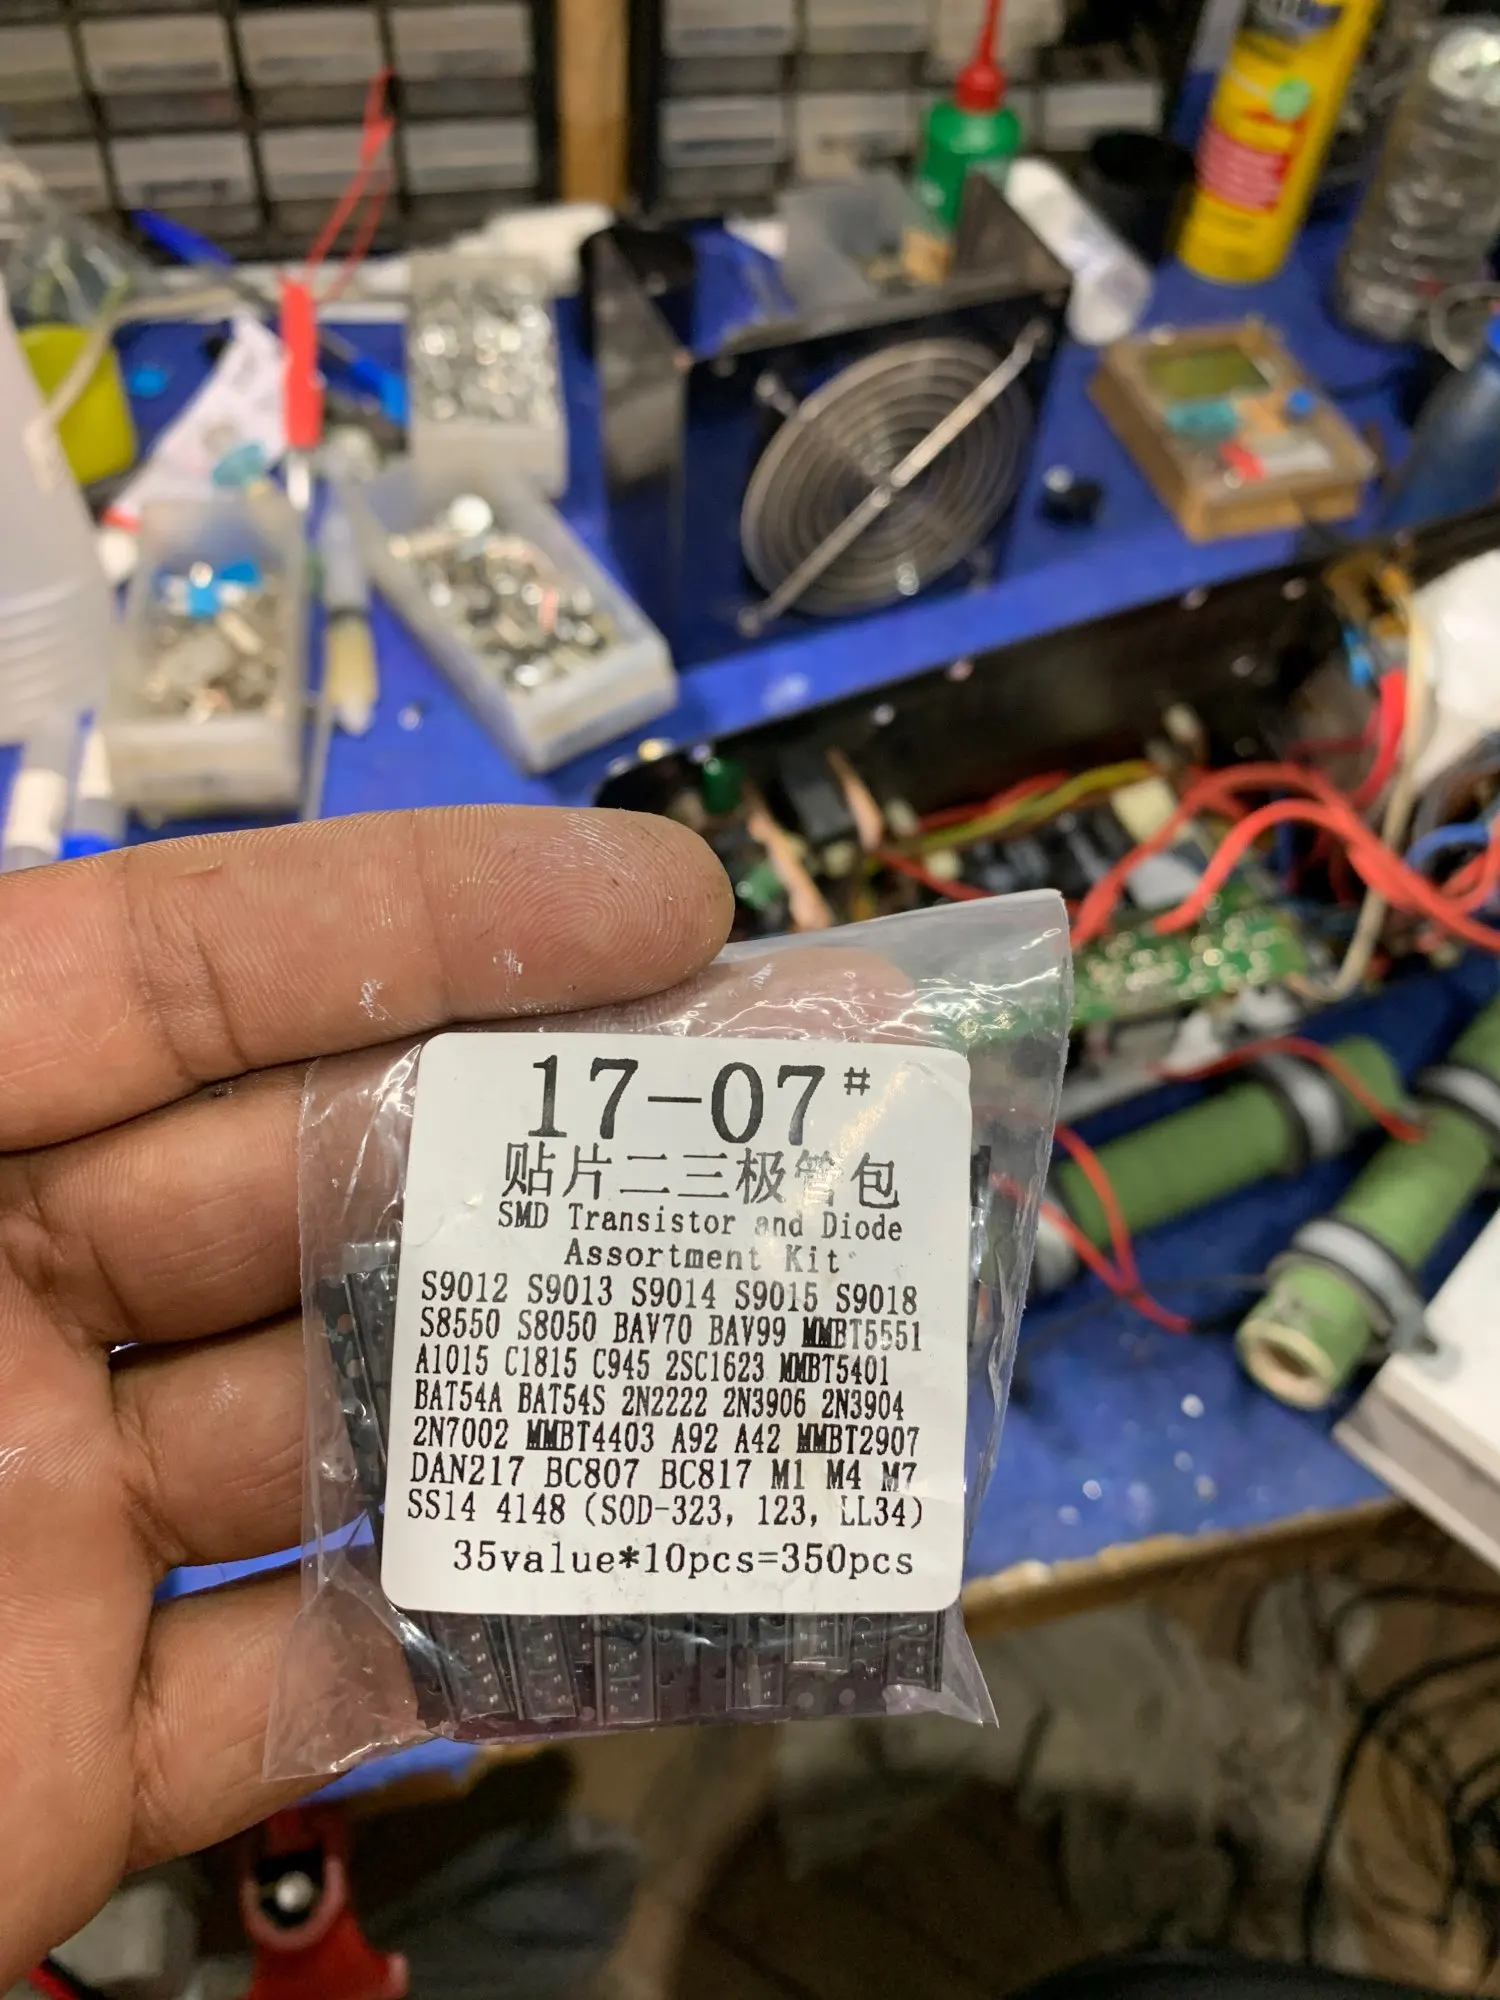 17-07#
贴片二三极管包
SMD Transistor and Diode
Assortment Kit
S9012 S9013 S9014 S9015 S9018
S8550 S8050 BAV70 BAV99 MMBT5551
A1015 C1815 C945 2SC1623 MMBT5401
BAT54A BAT54S 2N2222 2N3906 2N3904
2N7002 MMBT4403 A92 A42 MMBT2907
DAN217 BC807 BC817 M1 M4 M7
SS14 4148 (SOD-323, 123, LL34)
35value*10pcs=350pcs